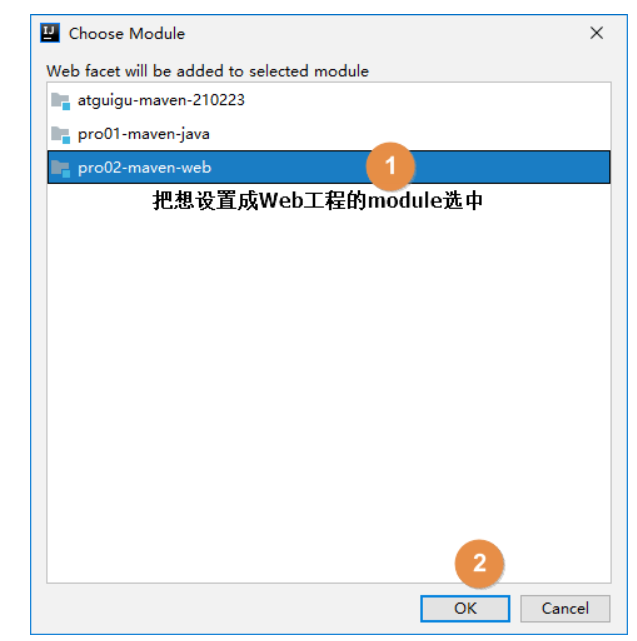 Choose Module
Web facet will be added to selected module
atguigu-maven-210223
pro01-maven-java
pro02-maven-web
1
把想设置成Web工程的module选中
2
OK
Cancel